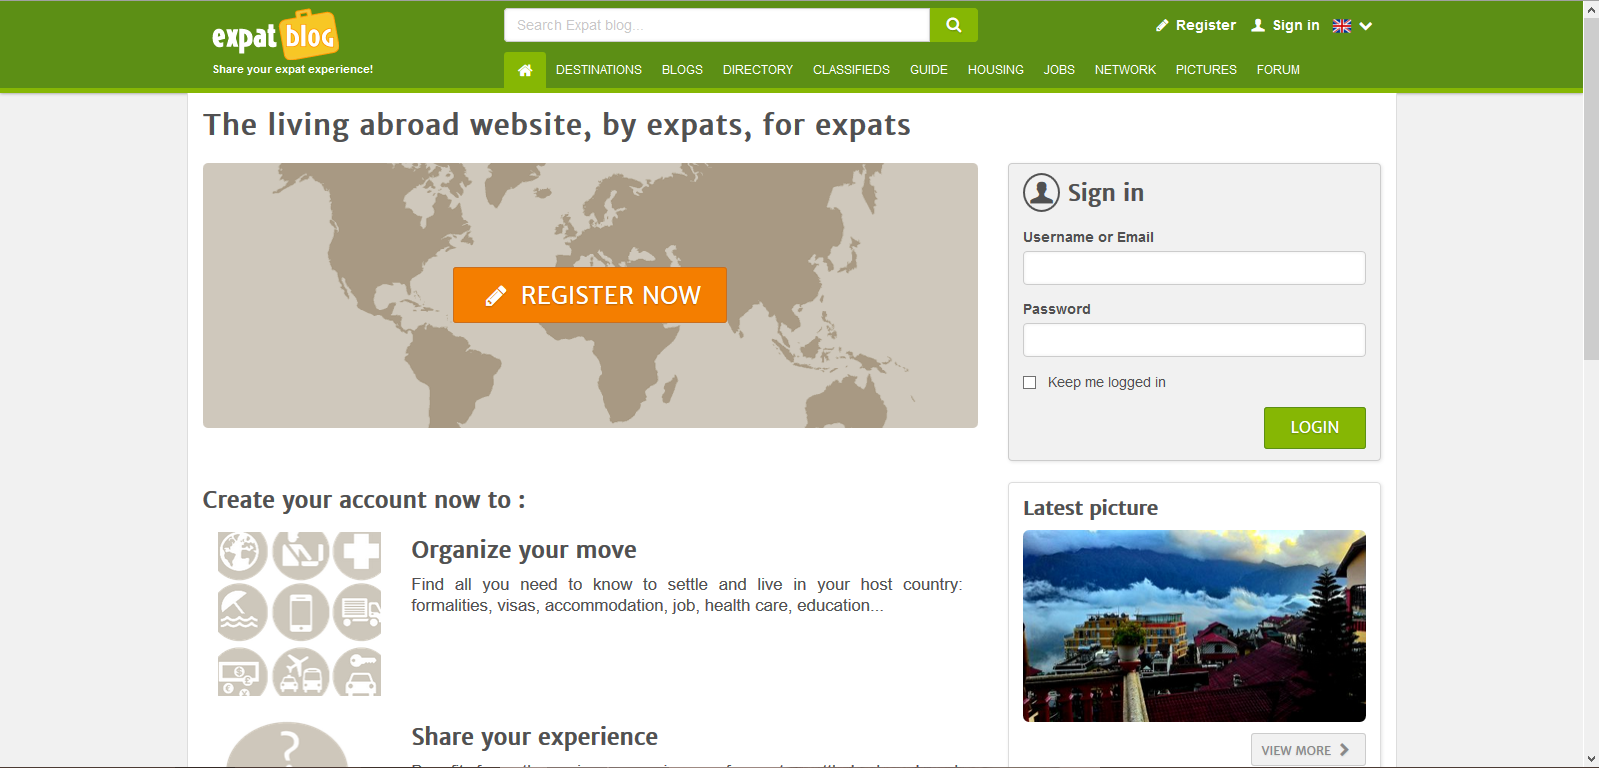 expat blog
Share your expat experience!
Search Expat blog...
Register
Sign in
DESTINATIONS
BLOGS
DIRECTORY
CLASSIFIEDS
GUIDE
HOUSING
JOBS
NETWORK
PICTURES
FORUM
The living abroad website, by expats, for expats
REGISTER NOW
Sign in
Username or Email
Password
Keep me logged in
LOGIN
Create your account now to :
Organize your move
Find all you need to know to settle and live in your host country:
formalities, visas, accommodation, job, health care, education...
Share your experience
Latest picture
VIEW MORE